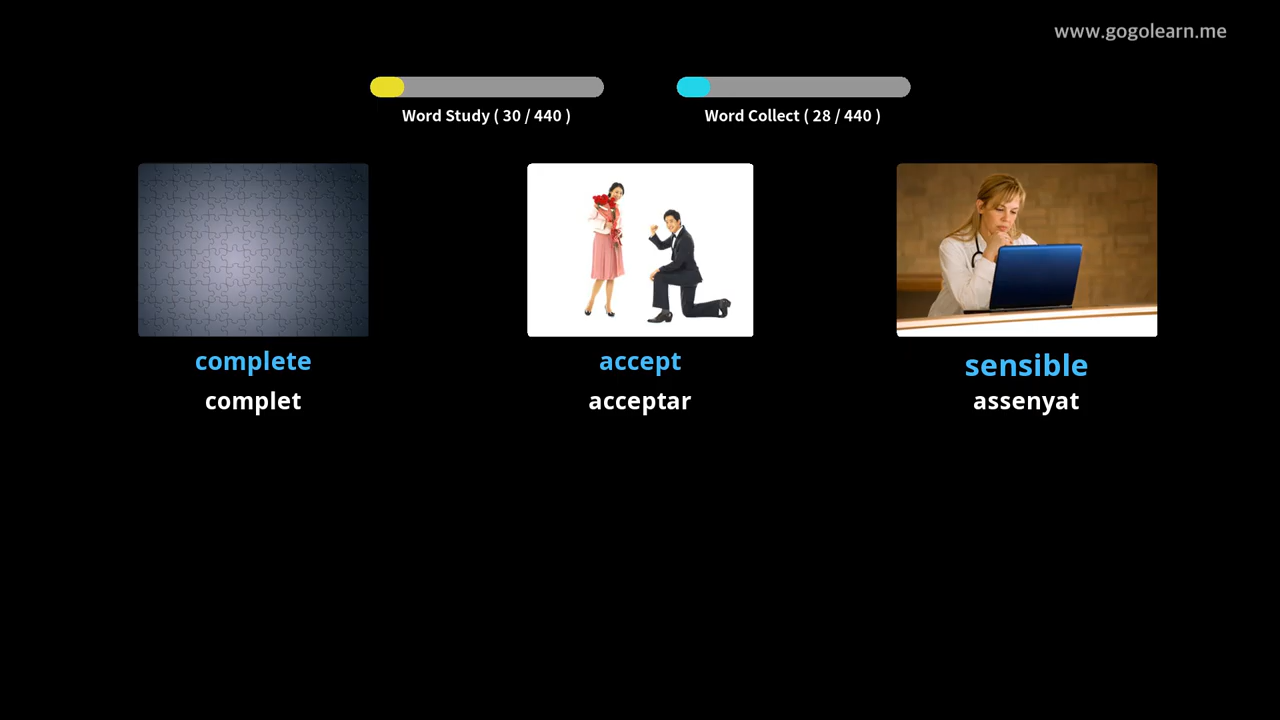 www.gogolearn.me
Word Study ( 30 / 440 )
Word Collect ( 28 / 440 )
complete
complet
accept
acceptar
sensible
assenyat